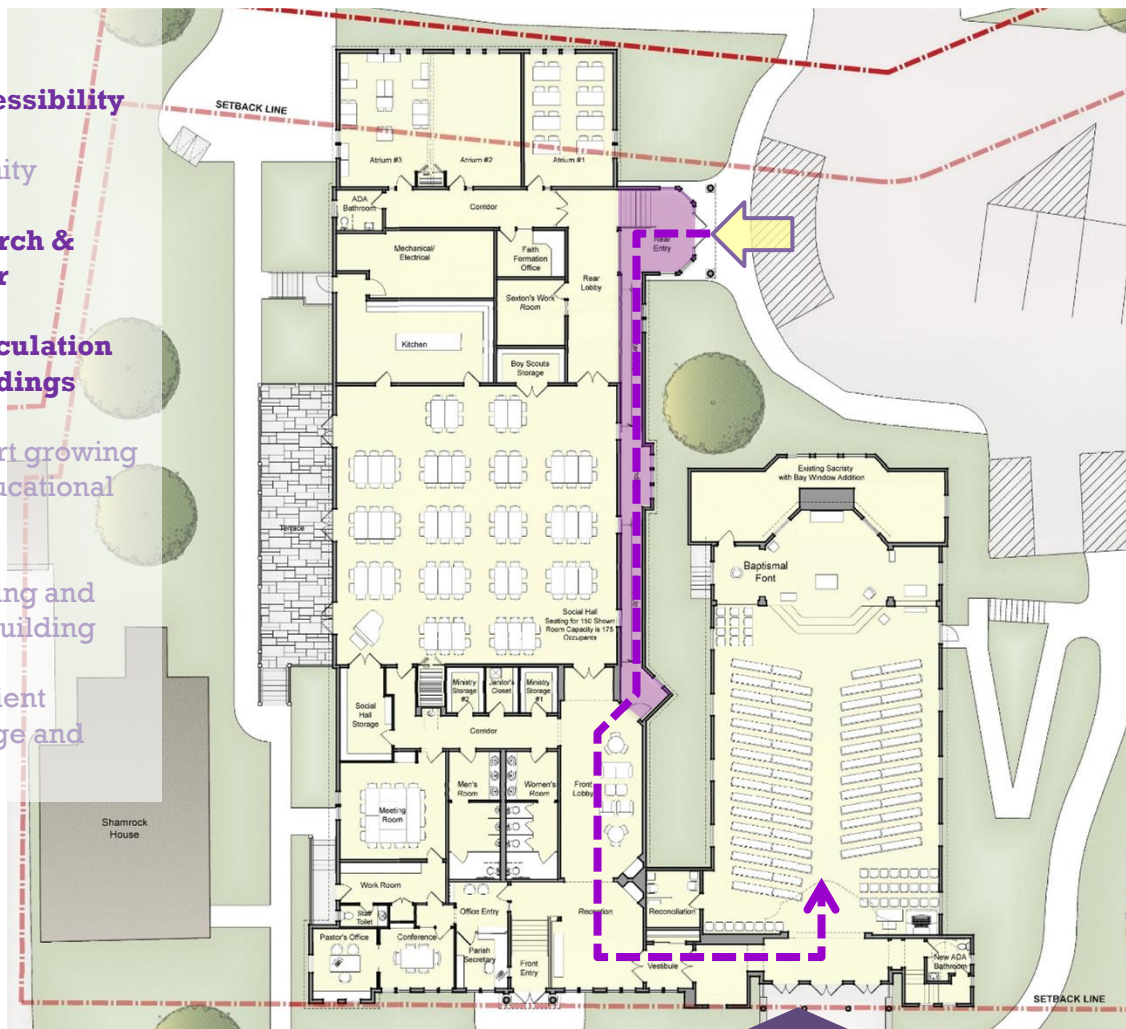 essibility
ity
rch &
r
culation
dings
rt growing
ucational
ing and
uilding
ient
ge and
SETBACK LINE
Atrium #3
Atrium #2
Atrium #1
ADA
Bathroom
Corridor
Rear
Entry
Mechanical/
Electrical
Faith
Formation
Office
Rear
Lobby
Sexton's Work
Room
Kitchen
Boy Scouts
Storage
Existing Sacristy
with Bay Window Addition
Terrace
Baptismal
Font
Social Hall
Seating for 150 Shown
Room Capacity is 175
Occupants
Ministry
Storage
#2
Janitor's
Closet
Ministry
Storage
#1
Social
Hall
Storage
Corridor
Men's
Room
Women's
Room
Front
Lobby
Meeting
Room
Shamrock
House
Work Room
Office Entry
Reception
Reconciliation
Staff
Toilet
Pastor's Office
Conference
Parish
Secretary
Front
Entry
Vestibule
New ADA
Bathroom
SETBACK LINE